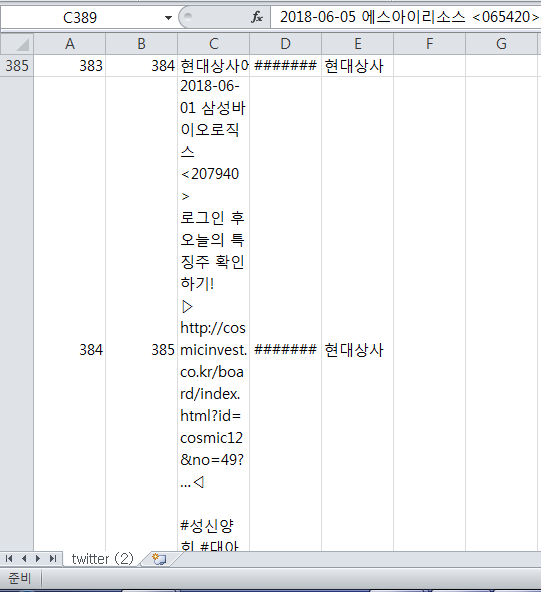 C389 fx 2018-06-05 에스아이리소스 <065420>
A B C D E F G
385 383 384 현대상사 ####### 현대상사
2018-06-
01 삼성바
이오로직
스
<207940
>
로그인 후
오늘의 특
징주 확인
하기!
▷
http://cos
384 385 micinvest. ####### 현대상사
co.kr/boa
rd/index.
html?id=
cosmic12
&no=49?
...◁
#성신양
회 #대아
twitter (2)
준비